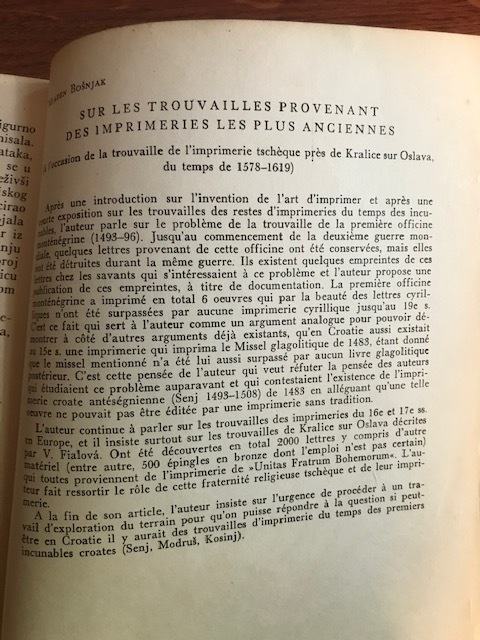 BOŠNJAK
SUR LES TROUVAILLES PROVENANT
DES IMPRIMERIES LES PLUS ANCIENNES
l'occasion de la trouvaille de l'imprimerie tschèque près de Kralice sur Oslava,
du temps de 1578–1619)
Après une introduction sur l'invention de l'art d'imprimer et après une
courte exposition sur les trouvailles des restes d'imprimeries du temps des incu-
nables, l'auteur parle sur le problème de la trouvaille de la première officine
monténégrine (1493–96). Jusqu'au commencement de la deuxième guerre mon-
diale, quelques lettres provenant de cette officine ont été conservées, mais elles
ont été détruites durant la même guerre. Ils existent quelques empreintes de ces
lettres chez les savants qui s'intéressaient à ce problème et l'auteur propose une
publication de ces empreintes, à titre de documentation. La première officine
monténégrine a imprimé en total 6 oeuvres qui par la beauté des lettres cyril-
liques n'ont été surpassées par aucune imprimerie cyrillique jusqu'au 19e s.
C'est ce fait qui sert à l'auteur comme un argument analogue pour pouvoir dé-
montrer à côté d'autres arguments déjà existants, qu'en Croatie aussi existait
au 15e s. une imprimerie qui imprima le Missel glagolitique de 1483, étant donné
que le missel mentionné n'a été lui aussi surpassé par aucun livre glagolitique
postérieur. C'est cette pensée de l'auteur qui veut réfuter la pensée des auteurs
qui étudiaient ce problème auparavant et qui contestaient l'existence de l'impri-
merie croate antéségnienne (Senj 1493–1508) de 1483 en alléguant qu'une telle
oeuvre ne pouvait pas être éditée par une imprimerie sans tradition.
L'auteur continue à parler sur les trouvailles des imprimeries du 16e et 17e ss.
en Europe, et il insiste surtout sur les trouvailles de Kralice sur Oslava décrites
par V. Fialová. Ont été découvertes en total 2000 lettres y compris d'autre
matériel (entre autre, 500 épingles en bronze dont l'emploi n'est pas certain)
qui toutes proviennent de l'imprimerie de »Unitas Fratrum Bohemorum«. L'au-
teur fait ressortir le rôle de cette fraternité religieuse tschèque et de leur impri-
merie.
A la fin de son article, l'auteur insiste sur l'urgence de procéder à un tra-
vail d'exploration du terrain pour qu'on puisse répondre à la question si peut-
être en Croatie il y aurait des trouvailles d'imprimerie du temps des premiers
incunables croates (Senj, Modruš, Kosinj).